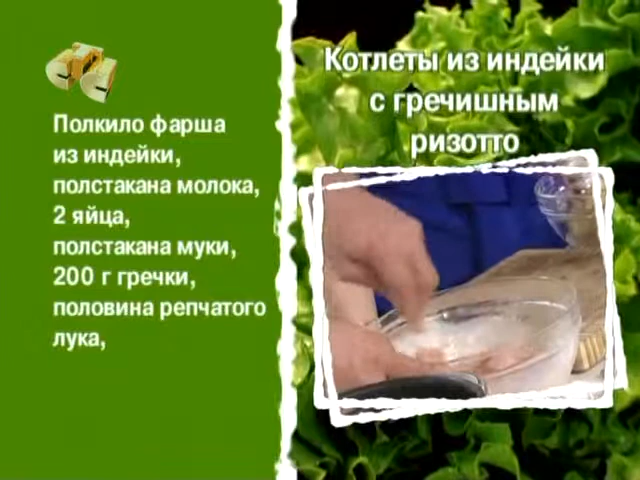 Котлеты из индейки
с гречишным
ризотто
Полкило фарша
из индейки,
полстакана молока,
2 яйца,
полстакана муки,
200 г гречки,
половина репчатого
лука,